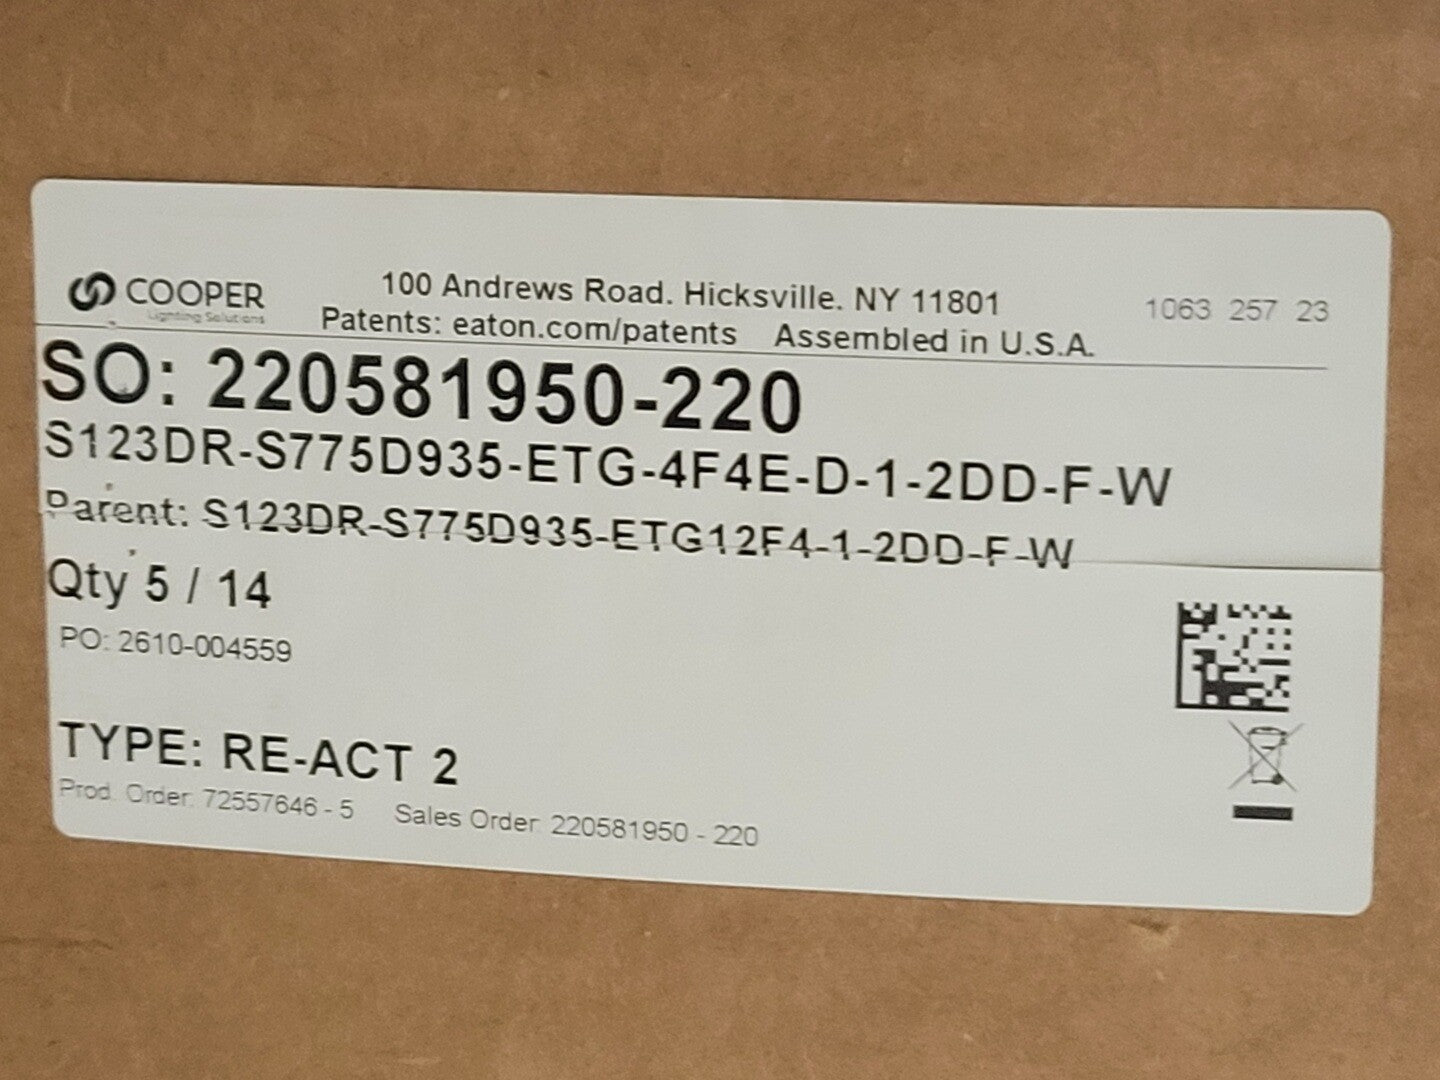 COOPER
Lighting Solutions
100 Andrews Road. Hicksville. NY 11801
Patents: eaton.com/patents Assembled in U.S.A.
1063 257 23
SO: 220581950-220
S123DR-S775D935-ETG-4F4E-D-1-2DD-F-W
Parent: S123DR-S775D935-ETG12F4-1-2DD-F-W
Qty 5 / 14
PO: 2610-004559
TYPE: RE-ACT 2
Prod. Order: 72557646 - 5 Sales Order: 220581950 - 220